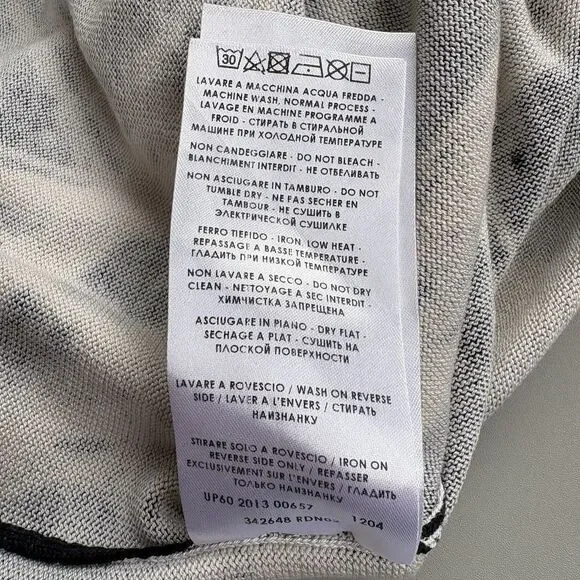 30
LAVARE A MACCHINA ACQUA FREDDA -
MACHINE WASH, NORMAL PROCESS -
LAVAGE EN MACHINE PROGRAMME A
FROID - СТИРАТЬ В СТИРАЛЬНОЙ
МАШИНЕ ПРИ ХОЛОДНОЙ ТЕМПЕРАТУРЕ
NON CANDEGGIARE - DO NOT BLEACH -
BLANCHIMENT INTERDIT - НЕ ОТБЕЛИВАТЬ
NON ASCIUGARE IN TAMBURO - DO NOT
TUMBLE DRY - NE PAS SECHER EN
TAMBOUR - НЕ СУШИТЬ В
ЭЛЕКТРИЧЕСКОЙ СУШИЛКЕ
FERRO TIEPIDO - IRON, LOW HEAT -
REPASSAGE A BASSE TEMPERATURE -
ГЛАДИТЬ ПРИ НИЗКОЙ ТЕМПЕРАТУРЕ
NON LAVARE A SECCO - DO NOT DRY
CLEAN - NETTOYAGE A SEC INTERDIT -
ХИМЧИСТКА ЗАПРЕЩЕНА
ASCIUGARE IN PIANO - DRY FLAT -
SECHAGE A PLAT - СУШИТЬ НА
ПЛОСКОЙ ПОВЕРХНОСТИ
LAVARE A ROVESCIO / WASH ON REVERSE
SIDE / LAVER A L'ENVERS / СТИРАТЬ
НАИЗНАНКУ
STIRARE SOLO A ROVESCIO / IRON ON
REVERSE SIDE ONLY / REPASSER
EXCLUSIVEMENT SUR L'ENVERS / ГЛАДИТЬ
ТОЛЬКО НАИЗНАНКУ
UP60 2013 00657
342648 1204